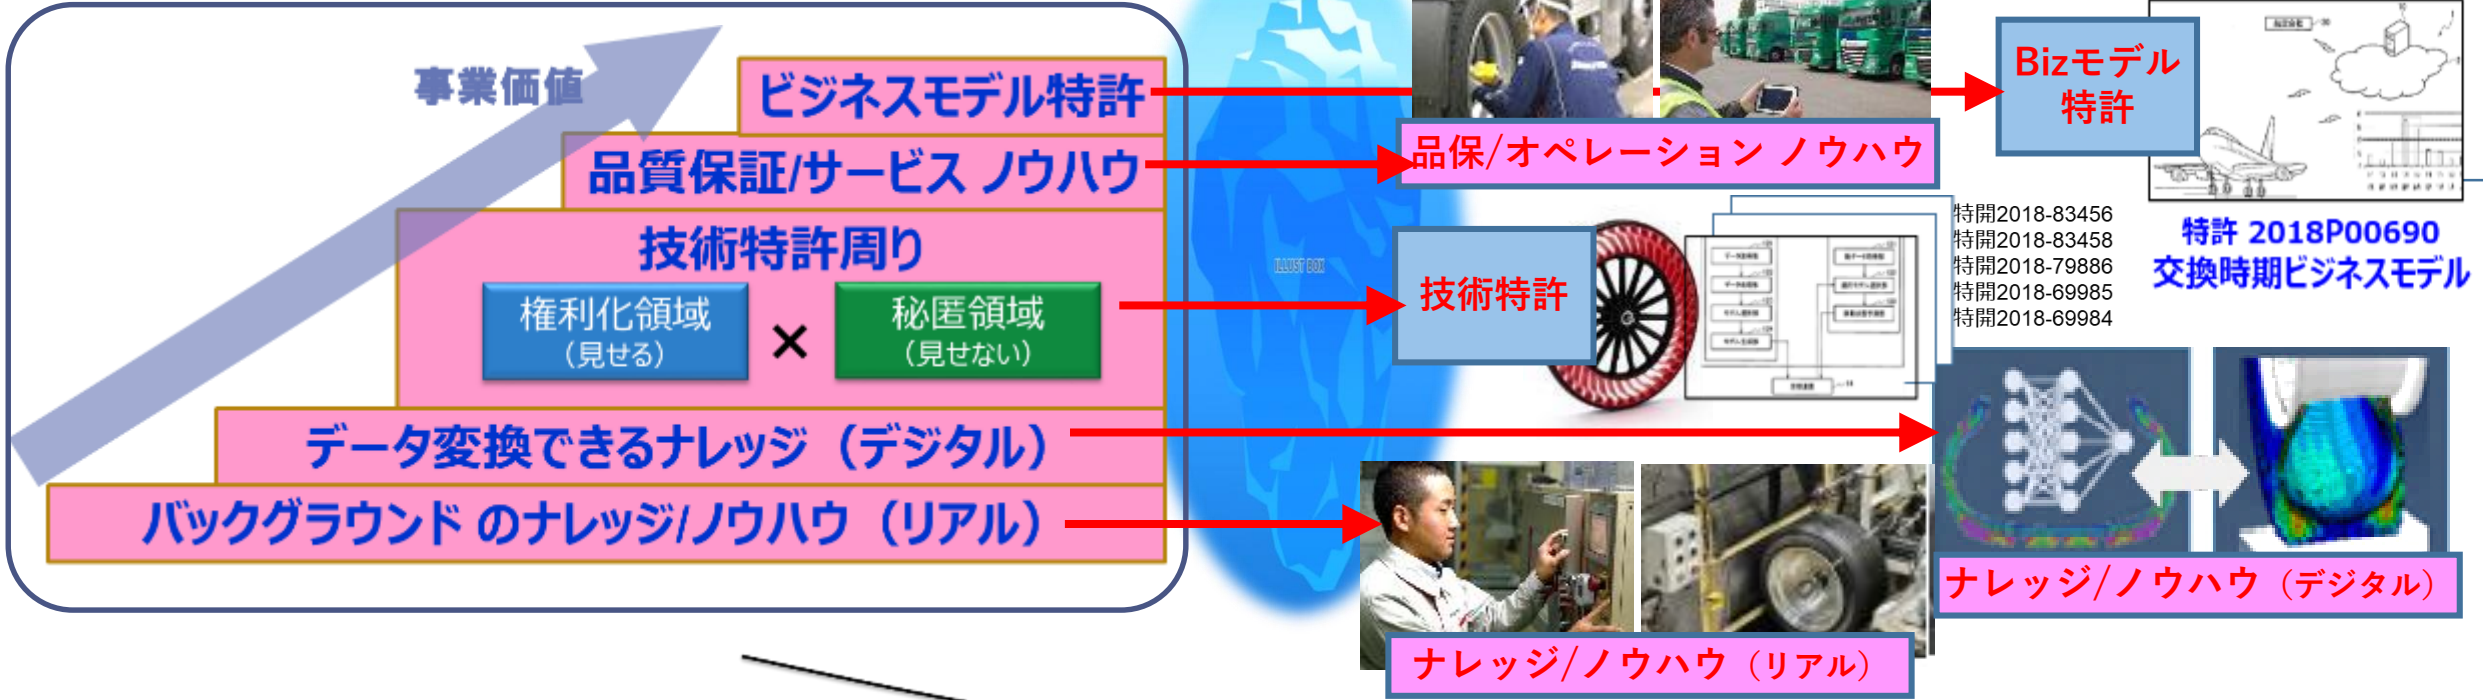 事業価値
ビジネスモデル特許
品質保証/サービス ノウハウ
技術特許周り
権利化領域
（見せる）
×
秘匿領域
（見せない）
データ変換できるナレッジ（デジタル）
バックグラウンド のナレッジ/ノウハウ（リアル）
ILLUST BOX
品保/オペレーション ノウハウ
Bizモデル
特許
特許 2018P00690
交換時期ビジネスモデル
技術特許
特開2018-83456
特開2018-83458
特開2018-79886
特開2018-69985
特開2018-69984
ナレッジ/ノウハウ（デジタル）
ナレッジ/ノウハウ（リアル）